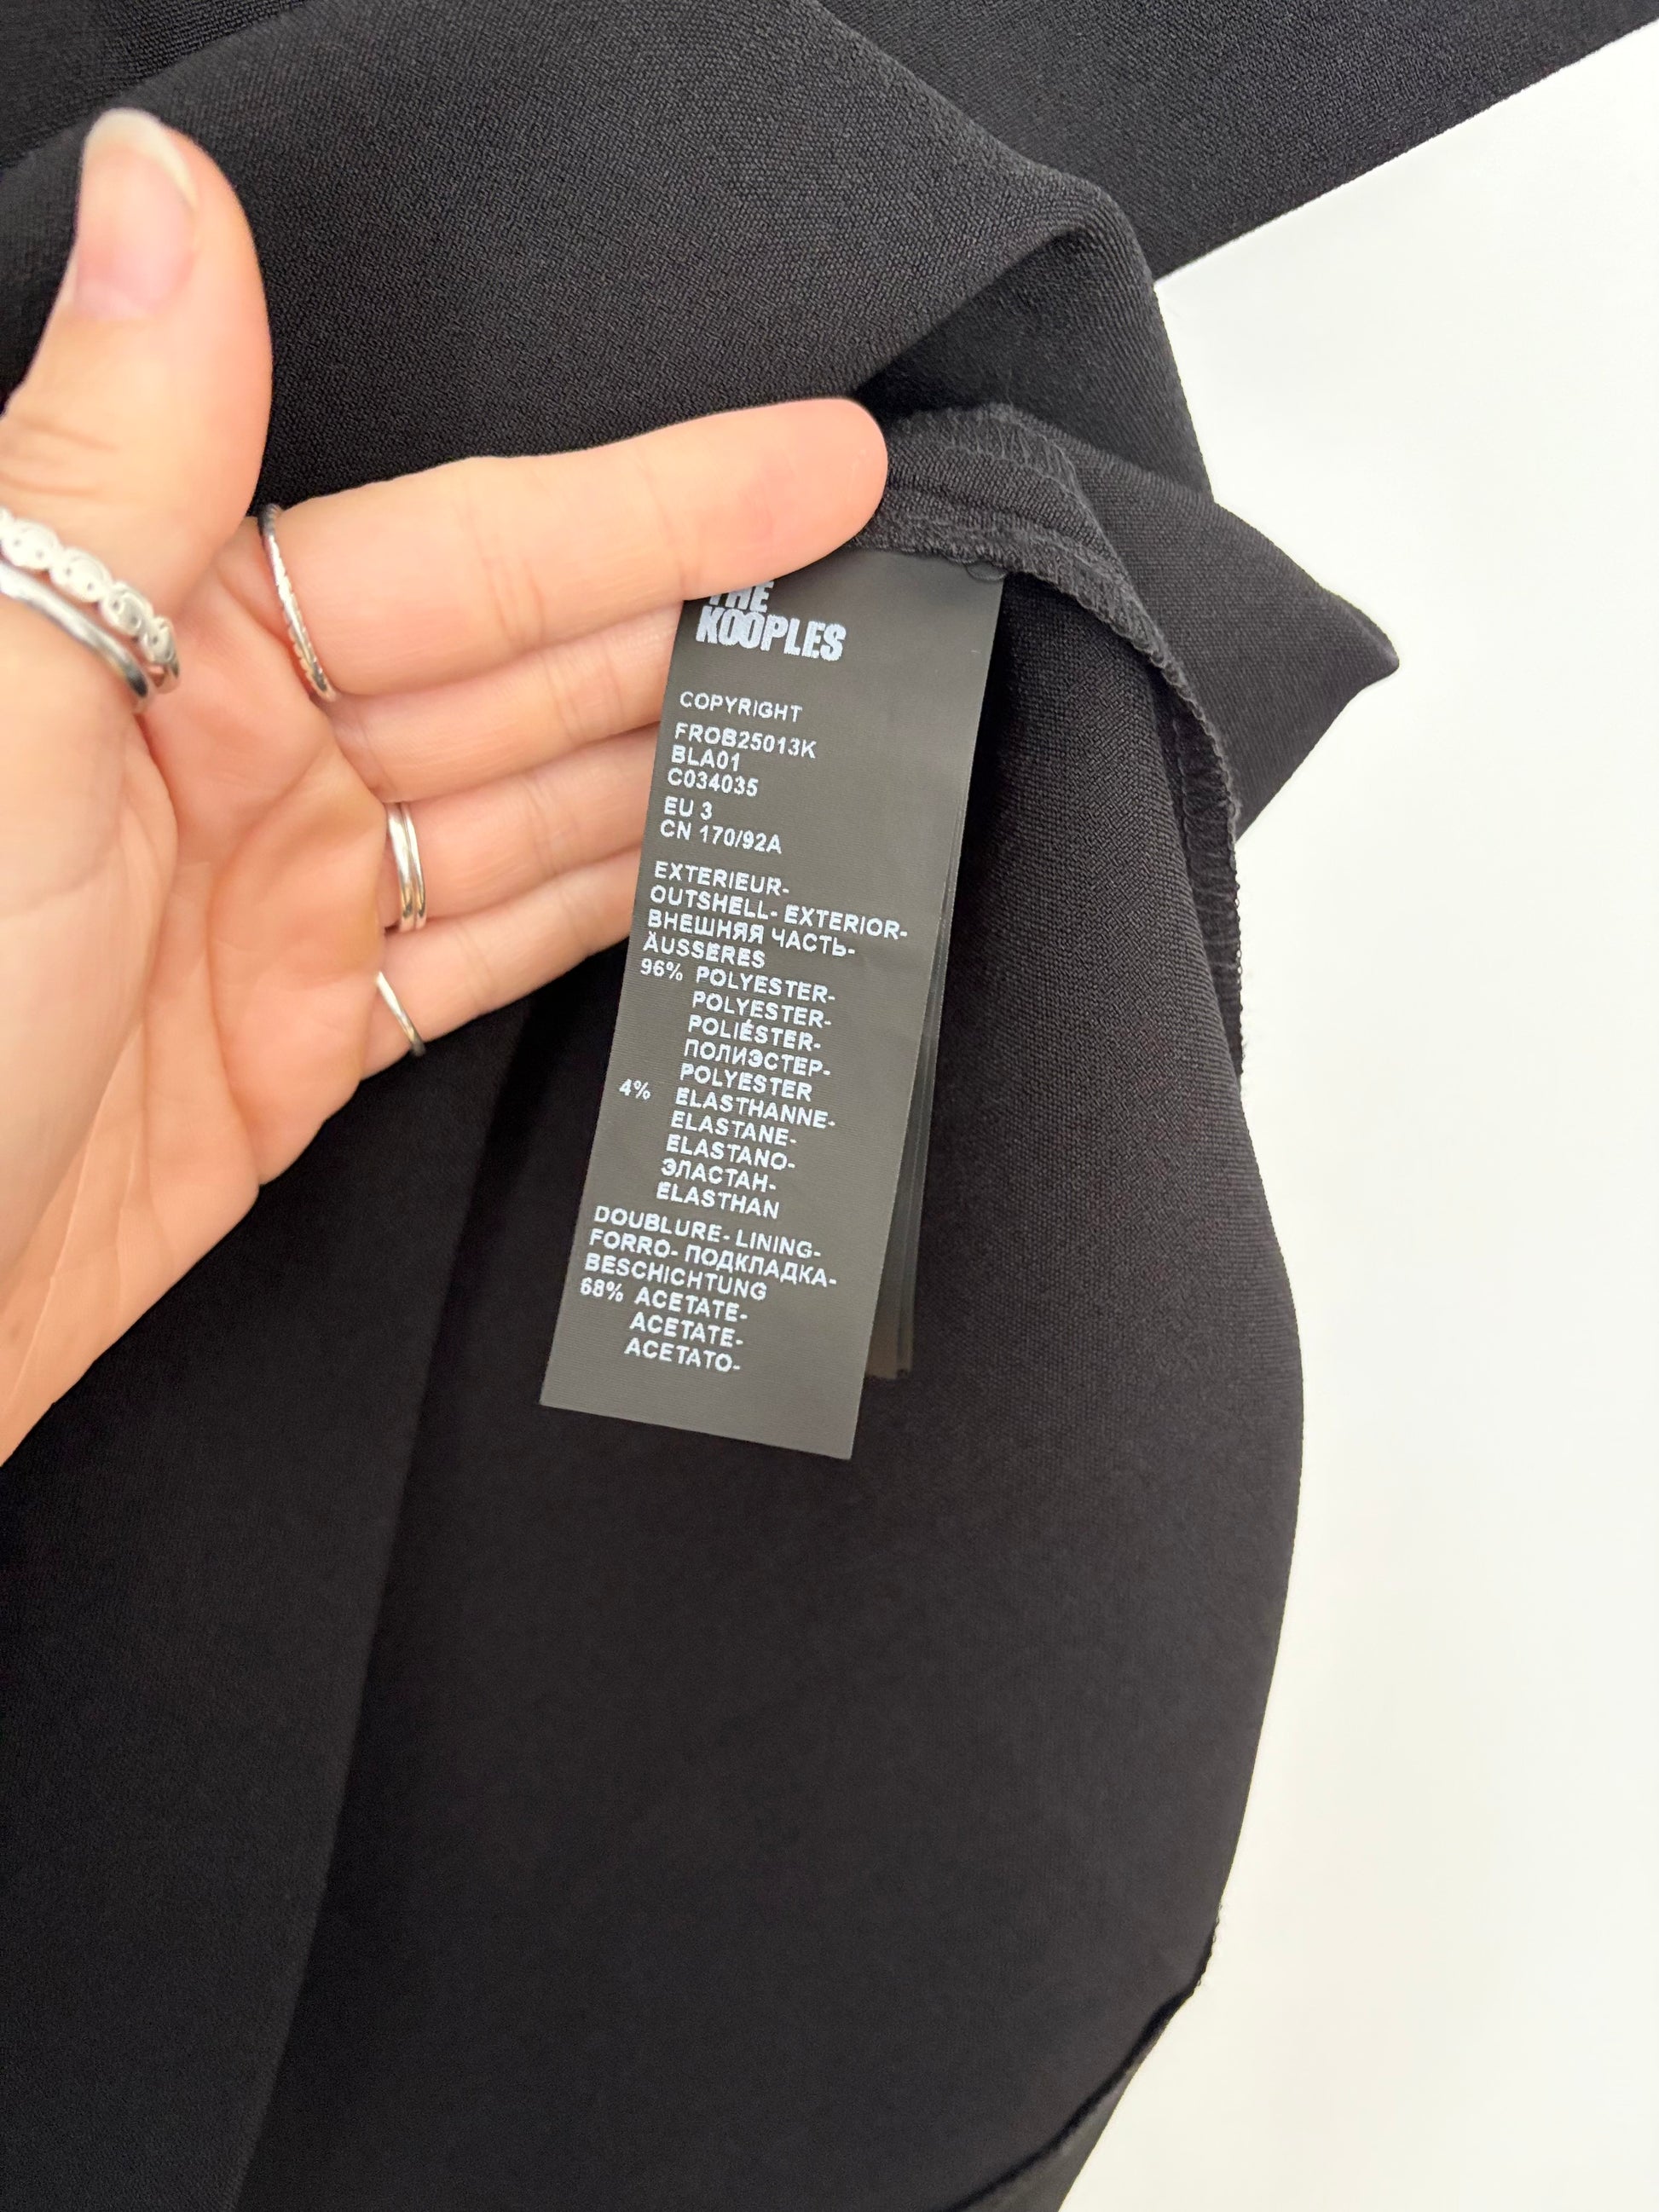 THE
KOOPLES
COPYRIGHT
FROB25013K
BLA01
C034035
EU 3
CN 170/92A
EXTERIEUR-
OUTSHELL- EXTERIOR-
ВНЕШНЯЯ ЧАСТЬ-
ÄUSSERES
96% POLYESTER-
POLYESTER-
POLIÉSTER-
ПОЛИЭСТЕР-
POLYESTER
4% ELASTHANNE-
ELASTANE-
ELASTANO-
ЭЛАСТАН-
ELASTHAN
DOUBLURE- LINING-
FORRO- ПОДКЛАДКА-
BESCHICHTUNG
68% ACETATE-
ACETATE-
ACETATO-